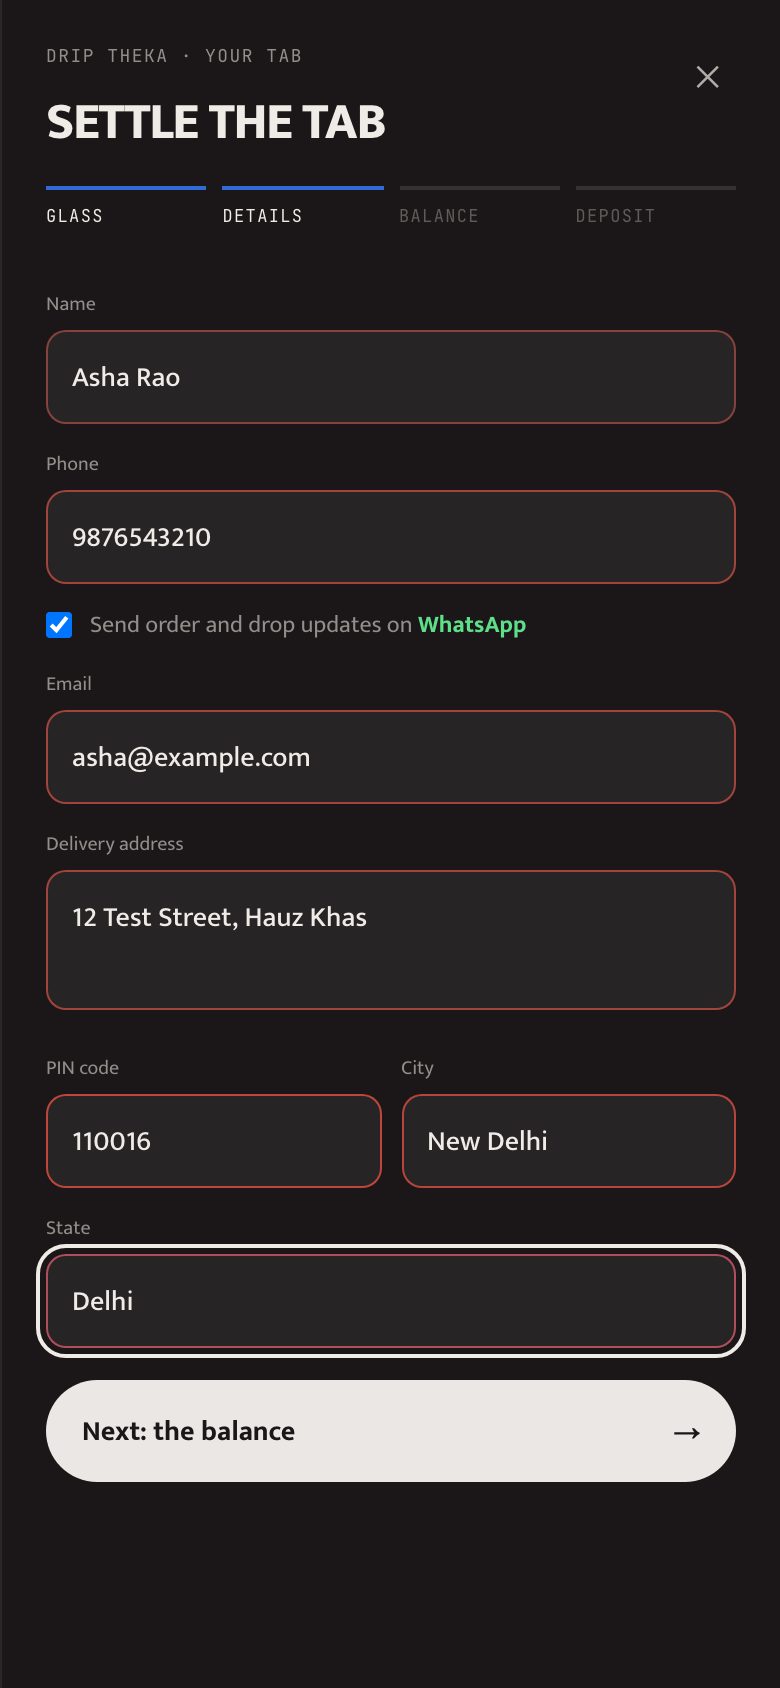 DRIP THEKA · YOUR TAB
SETTLE THE TAB
GLASS DETAILS BALANCE DEPOSIT
Name
Asha Rao
Phone
9876543210
Send order and drop updates on WhatsApp
Email
asha@example.com
Delivery address
12 Test Street, Hauz Khas
PIN code City
110016 New Delhi
State
Delhi
Next: the balance →